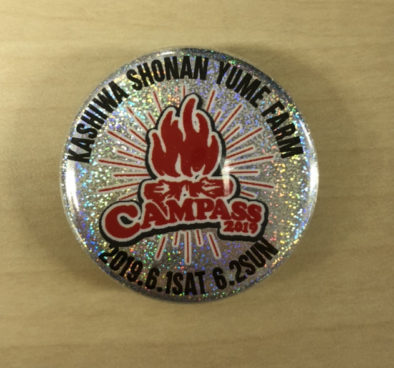 KASHIWA SHONAN YUME FARM
CAMPASS
2019
2019.6.1SAT 6.2SUN